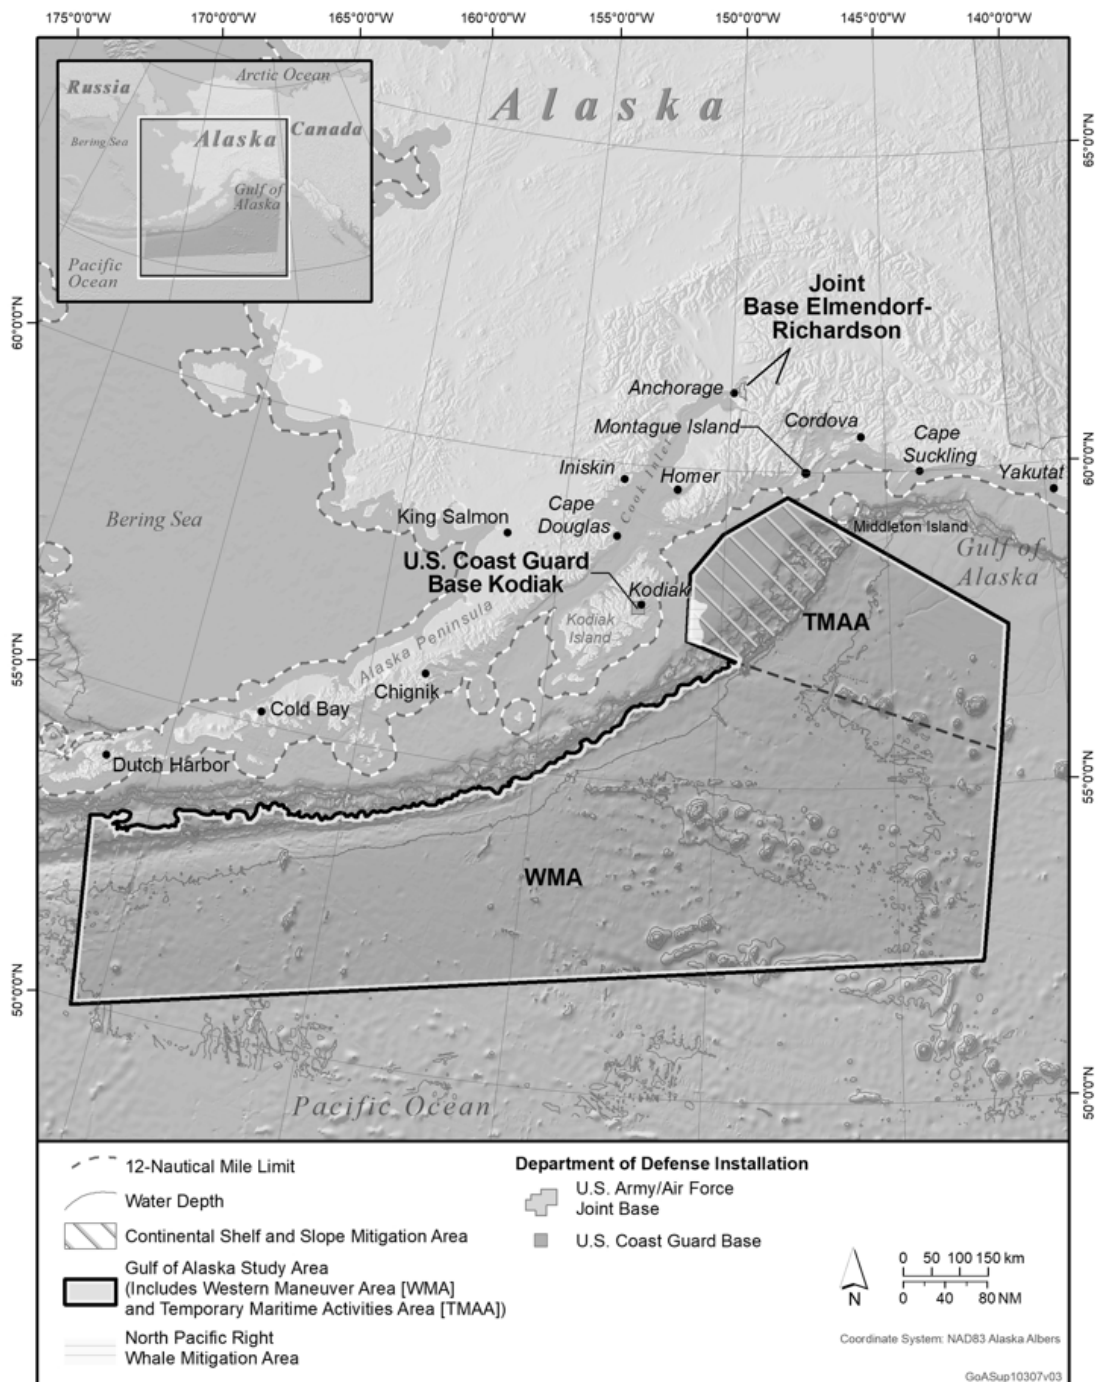 175°0'0"W 170°0'0"W 165°0'0"W 160°0'0"W 155°0'0"W 150°0'0"W 145°0'0"W 140°0'0"W
Arctic Ocean
Russia
Alaska
Canada
Bering Sea
Alaska
Gulf of
Alaska
Pacific
Ocean
65°0'0"N
60°0'0"N
Joint
Base Elmendorf-
Richardson
Anchorage
Montague Island
Cordova
Cape
Suckling
60°0'0"N
Iniskin
Homer
Yakutat
Cook Inlet
Cape
Douglas
King Salmon
Bering Sea
Middleton Island
Gulf of
Alaska
U.S. Coast Guard
Base Kodiak
Kodiak
Kodiak
Island
TMAA
Alaska Peninsula
55°0'0"N
Chignik
Cold Bay
Dutch Harbor
55°0'0"N
WMA
50°0'0"N
Pacific Ocean
50°0'0"N
12-Nautical Mile Limit
Water Depth
Continental Shelf and Slope Mitigation Area
Gulf of Alaska Study Area
(Includes Western Maneuver Area [WMA]
and Temporary Maritime Activities Area [TMAA])
North Pacific Right
Whale Mitigation Area
Department of Defense Installation
U.S. Army/Air Force
Joint Base
U.S. Coast Guard Base
N
0 50 100 150 km
0 40 80 NM
Coordinate System: NAD83 Alaska Albers
GoASup10307v03